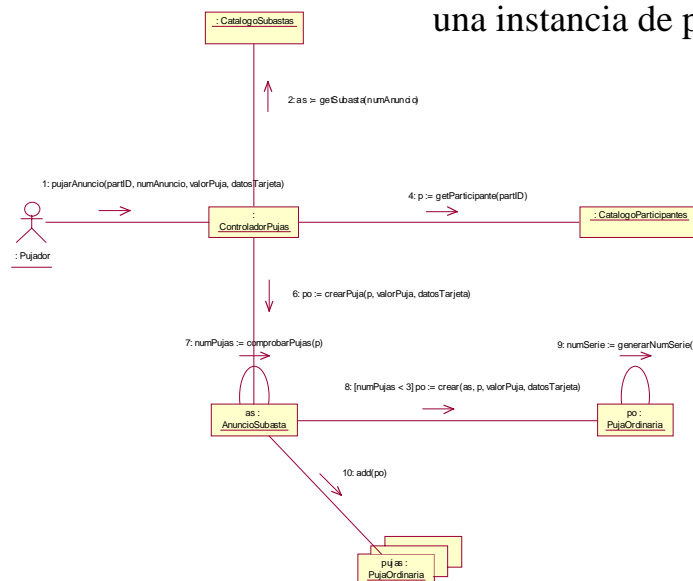 una instancia de p
: CatalogoSubastas
2: as := getSubasta(numAnuncio)
1: pujarAnuncio(partID, numAnuncio, valorPuja, datosTarjeta)
4: p := getParticipante(partID)
:
ControladorPujas
: CatalogoParticipantes
: Pujador
6: po := crearPuja(p, valorPuja, datosTarjeta)
7: numPujas := comprobarPujas(p)
9: numSerie := generarNumSerie(
8: [numPujas < 3] po := crear(as, p, valorPuja, datosTarjeta)
as :
AnuncioSubasta
po :
PujaOrdinaria
10: add(po)
pujas :
PujaOrdinaria